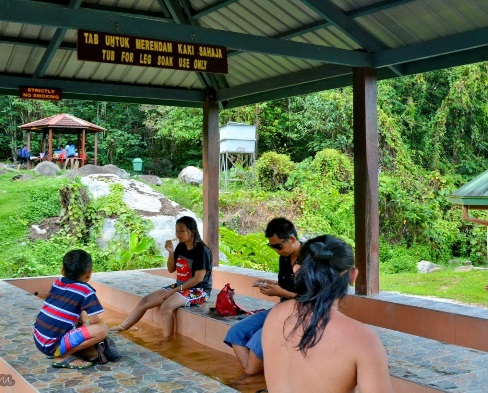 TAB UNTUK MERENDAM KAKI SAHAJA
TUB FOR LEG SOAK USE ONLY
STRICTLY
NO SMOKING